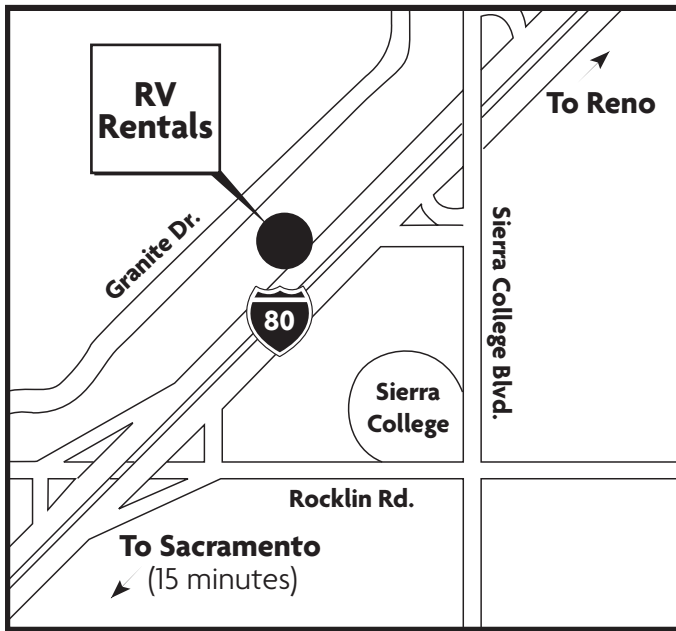 RV
Rentals
To Reno
Granite Dr.
Sierra College Blvd.
80
Sierra
College
Rocklin Rd.
To Sacramento
(15 minutes)